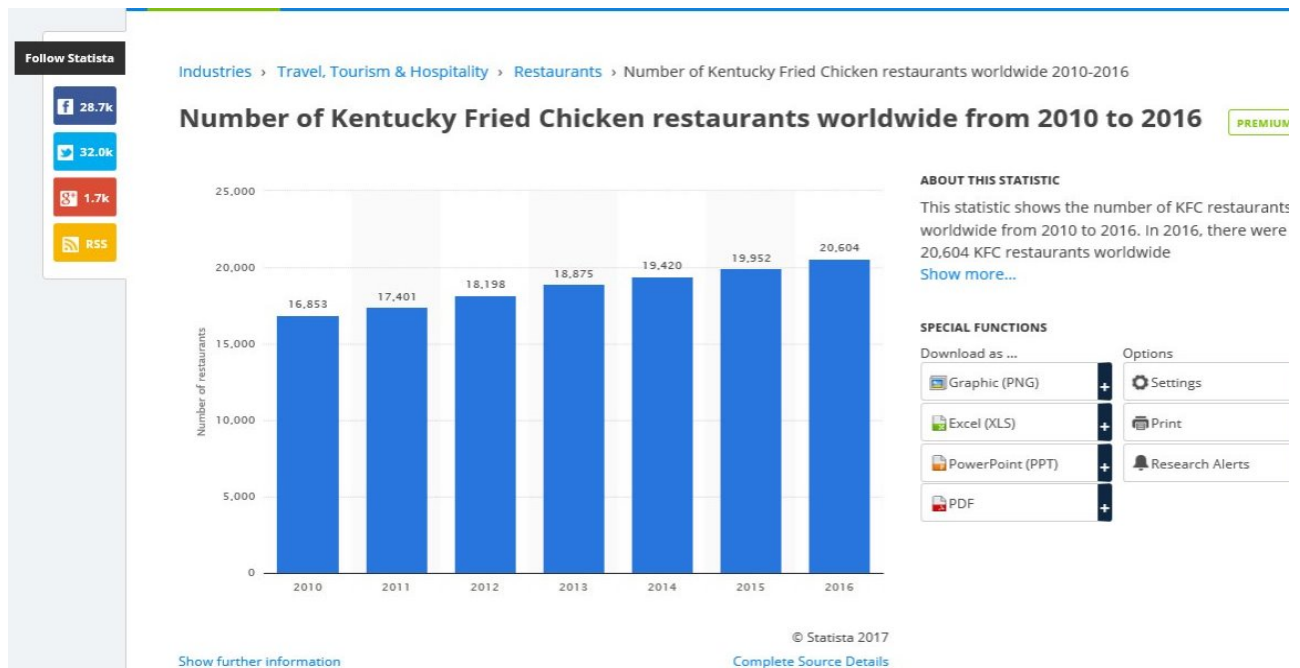 Follow Statista
28.7k
32.0k
1.7k
RSS
Industries › Travel, Tourism & Hospitality › Restaurants › Number of Kentucky Fried Chicken restaurants worldwide 2010-2016
Number of Kentucky Fried Chicken restaurants worldwide from 2010 to 2016
PREMIUM
Number of restaurants
25,000
20,000
15,000
10,000
5,000
0
16,853
17,401
18,198
18,875
19,420
19,952
20,604
2010 2011 2012 2013 2014 2015 2016
© Statista 2017
Show further information
Complete Source Details
ABOUT THIS STATISTIC
This statistic shows the number of KFC restaurants
worldwide from 2010 to 2016. In 2016, there were
20,604 KFC restaurants worldwide
Show more...
SPECIAL FUNCTIONS
Download as ...
Graphic (PNG) +
Excel (XLS) +
PowerPoint (PPT) +
PDF +
Options
Settings
Print
Research Alerts